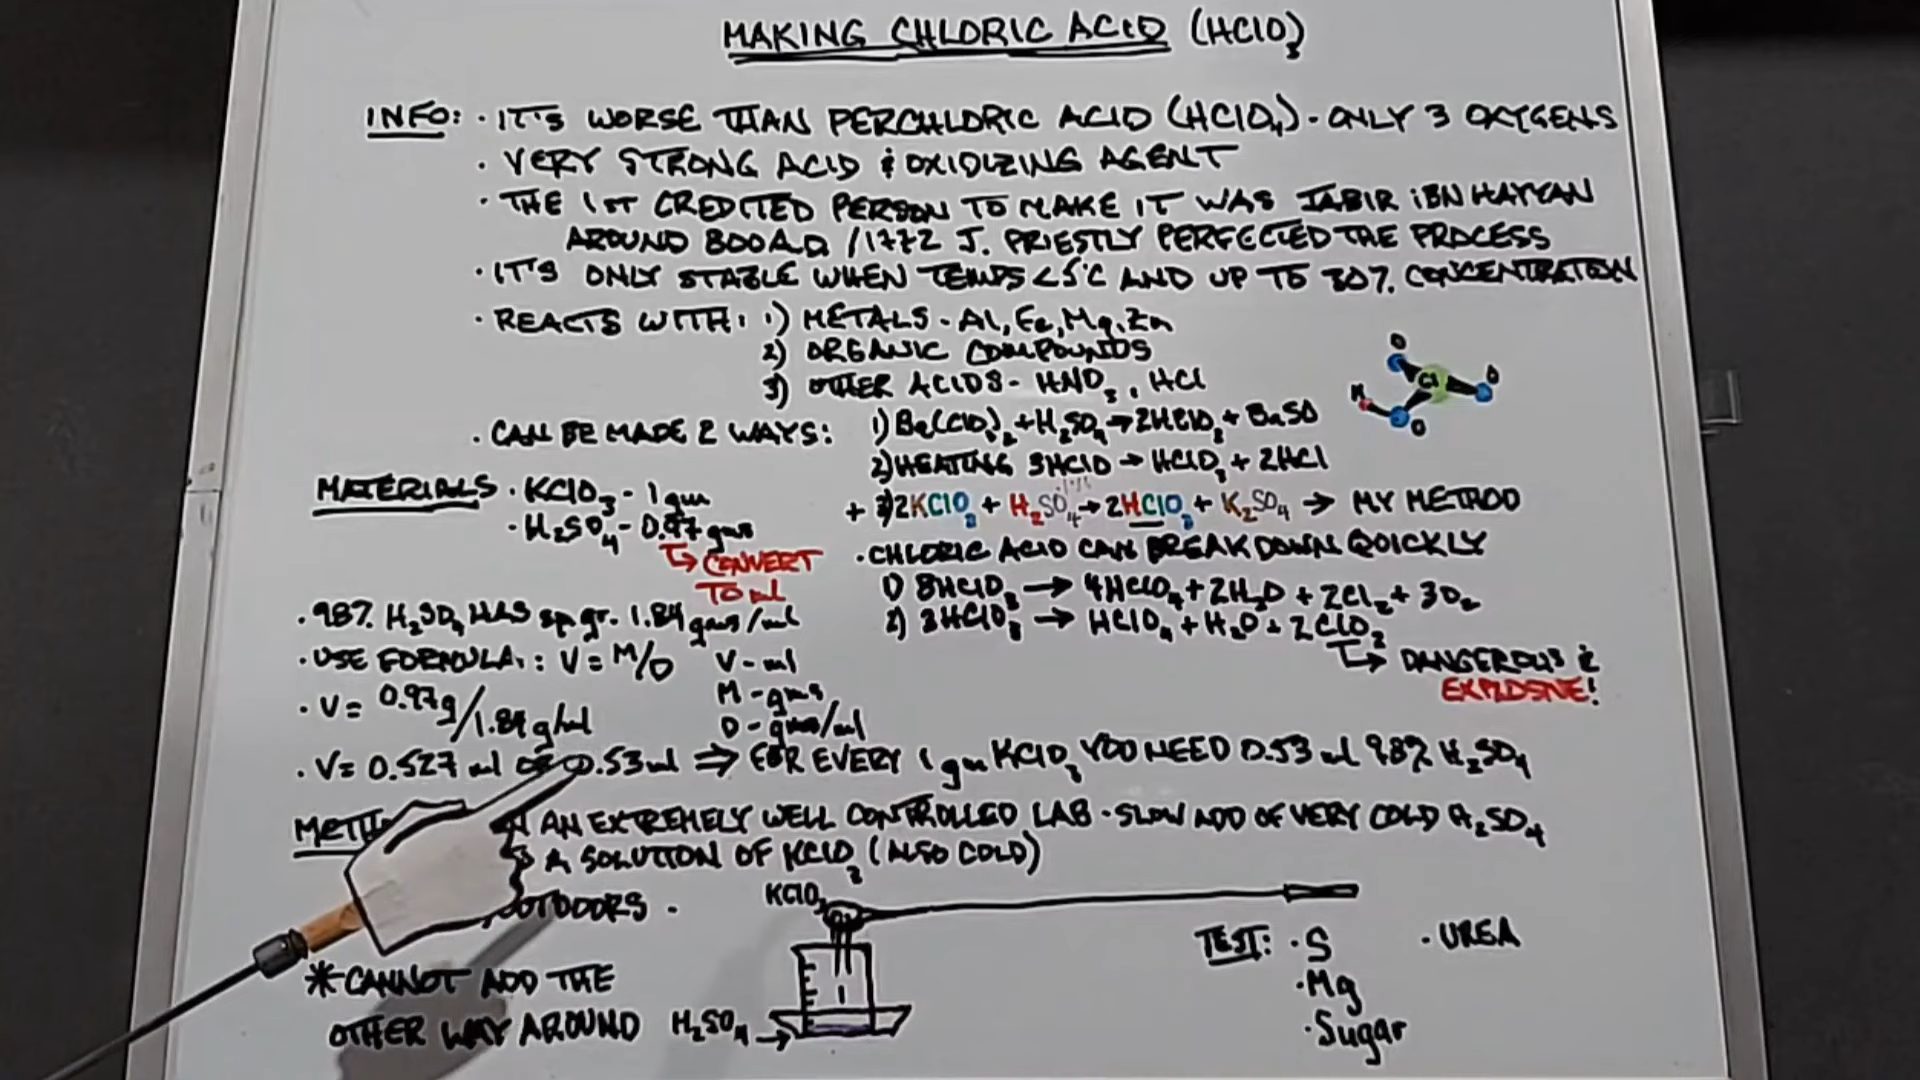 MAKING CHLORIC ACID (HClO3)
INFO: · IT'S WORSE THAN PERCHLORIC ACID (HClO4) - ONLY 3 OXYGENS
· VERY STRONG ACID & OXIDIZING AGENT
· THE 1ST CREDITED PERSON TO MAKE IT WAS JABIR IBN HAYYAN
AROUND 800 A.D. / 1772 J. PRIESTLY PERFECTED THE PROCESS
· IT'S ONLY STABLE WHEN TEMPS <5°C AND UP TO 30% CONCENTRATION
· REACTS WITH: 1) METALS - Al, Fe, Mg, Zn
2) ORGANIC COMPOUNDS
3) OTHER ACIDS - HNO3, HCl
O
Cl
O
H
O
· CAN BE MADE 2 WAYS: 1) Ba(ClO3)2 + H2SO4 → 2HClO3 + BaSO
2) HEATING 3HClO → HClO3 + 2HCl
+ 3) 2KClO3 + H2SO4 → 2HClO3 + K2SO4 → MY METHOD
MATERIALS · KClO3 - 1 gm
· H2SO4 - 0.97 gms
→ CONVERT
TO ml
· CHLORIC ACID CAN BREAK DOWN QUICKLY
1) 8HClO3 → 4HClO4 + 2H2O + 2Cl2 + 3O2
2) 3HClO3 → HClO4 + H2O + 2ClO2
→ DANGEROUS &
EXPLOSIVE!
· 98% H2SO4 HAS sp gr. 1.84 gms/ml
· USE FORMULA: V = M/D V - ml
M - gms
D - gms/ml
· V = 0.97g/1.84 g/ml
· V = 0.527 ml or 0.53 ml ⇒ FOR EVERY 1 gm KClO3 YOU NEED 0.53 ml 98% H2SO4
AN EXTREMELY WELL CONTROLLED LAB - SLOW ADD OF VERY COLD H2SO4
A SOLUTION OF KClO3 (ALSO COLD)
OUTDOORS -
KClO3
* CANNOT ADD THE
OTHER WAY AROUND
H2SO4 →
TEST: · S
· Mg
· Sugar
· UREA